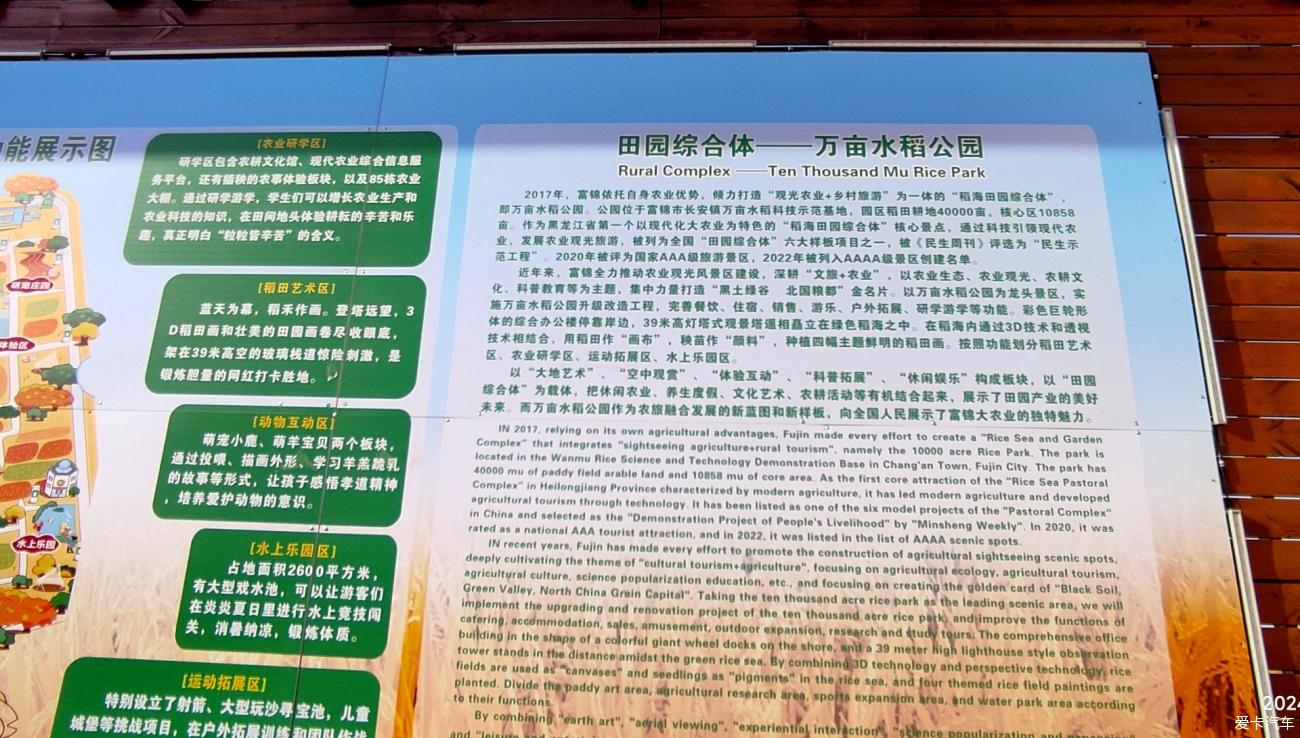 能展示图
萌宠庄园
体验区
水上乐园
[农业研学区]
研学区包含农耕文化馆、现代农业综合信息服
务平台，还有插秧的农事体验板块，以及85栋农业
大棚。通过研学游学，学生们可以增长农业生产和
农业科技的知识，在田间地头体验耕耘的辛苦和乐
趣，真正明白“粒粒皆辛苦”的含义。
[稻田艺术区]
蓝天为幕，稻禾作画。登塔远望，3
D稻田画和壮美的田园画卷尽收眼底，
架在39米高空的玻璃栈道惊险刺激，是
锻炼胆量的网红打卡胜地。
[动物互动区]
萌宠小鹿、萌羊宝贝两个板块，
通过投喂、描画外形、学习羊羔跪乳
的故事等形式，让孩子感悟孝道精神
，培养爱护动物的意识。
[水上乐园区]
占地面积2600平方米，
有大型戏水池，可以让游客们
在炎炎夏日里进行水上竞技闯
关，消暑纳凉，锻炼体质。
[运动拓展区]
特别设立了射箭、大型玩沙寻宝池，儿童
城堡等挑战项目，在户外拓展训练和团队作战
田园综合体——万亩水稻公园
Rural Complex ——Ten Thousand Mu Rice Park
2017年，富锦依托自身农业优势，倾力打造“观光农业+乡村旅游”为一体的“稻海田园综合体”，
即万亩水稻公园。公园位于富锦市长安镇万亩水稻科技示范基地，园区稻田耕地40000亩，核心区10858
亩。作为黑龙江省第一个以现代化大农业为特色的“稻海田园综合体”核心景点，通过科技引领现代农
业，发展农业观光旅游，被列为全国“田园综合体”六大样板项目之一，被《民生周刊》评选为“民生示
范工程”。2020年被评为国家AAA级旅游景区，2022年被列入AAAA级景区创建名单。
近年来，富锦全力推动农业观光风景区建设，深耕“文旅+农业”，以农业生态、农业观光、农耕文
化、科普教育等为主题，集中力量打造“黑土绿谷　北国粮都”金名片。以万亩水稻公园为龙头景区，实
施万亩水稻公园升级改造工程，完善餐饮、住宿、销售、游乐、户外拓展、研学游学等功能。彩色巨轮形
体的综合办公楼停靠岸边，39米高灯塔式观景塔遥相矗立在绿色稻海之中。在稻海内通过3D技术和透视
技术相结合，用稻田作“画布”，秧苗作“颜料”，种植四幅主题鲜明的稻田画。按照功能划分稻田艺术
区、农业研学区、运动拓展区、水上乐园区。
以“大地艺术”、“空中观赏”、“体验互动”、“科普拓展”、“休闲娱乐”构成板块，以“田园
综合体”为载体，把休闲农业、养生度假、文化艺术、农耕活动等有机结合起来，展示了田园产业的美好
未来。而万亩水稻公园作为农旅融合发展的新蓝图和新样板，向全国人民展示了富锦大农业的独特魅力。
IN 2017, relying on its own agricultural advantages, Fujin made every effort to create a "Rice Sea and Garden
Complex" that integrates "sightseeing agriculture+rural tourism", namely the 10000 acre Rice Park. The park is
located in the Wanmu Rice Science and Technology Demonstration Base in Chang'an Town, Fujin City. The park has
40000 mu of paddy field arable land and 10858 mu of core area. As the first core attraction of the "Rice Sea Pastoral
Complex" in Heilongjiang Province characterized by modern agriculture, it has led modern agriculture and developed
agricultural tourism through technology. It has been listed as one of the six model projects of the "Pastoral Complex"
in China and selected as the "Demonstration Project of People's Livelihood" by "Minsheng Weekly". In 2020, it was
rated as a national AAA tourist attraction, and in 2022, it was listed in the list of AAAA scenic spots.
IN recent years, Fujin has made every effort to promote the construction of agricultural sightseeing scenic spots,
deeply cultivating the theme of "cultural tourism+agriculture", focusing on agricultural ecology, agricultural tourism,
agricultural culture, science popularization education, etc., and focusing on creating the golden card of "Black Soil,
Green Valley, North China Grain Capital". Taking the ten thousand acre rice park as the leading scenic area, we will
implement the upgrading and renovation project of the ten thousand acre rice park, and improve the functions of
catering, accommodation, sales, amusement, outdoor expansion, research and study tours. The comprehensive office
building in the shape of a colorful giant wheel docks on the shore, and a 39 meter high lighthouse style observation
tower stands in the distance amidst the green rice sea. By combining 3D technology and perspective technology, rice
fields are used as "canvases" and seedlings as "pigments" in the rice sea, and four themed rice field paintings are
planted. Divide the paddy art area, agricultural research area, sports expansion area, and water park area according
to their functions.
By combining "earth art", "aerial viewing", "experiential interaction", "science popularization and
2024
爱卡汽车